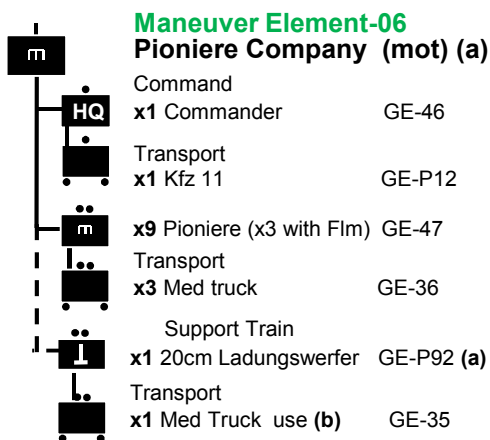 Maneuver Element-06
Pioniere Company (mot) (a)
Command
HQ x1 Commander GE-46
Transport
x1 Kfz 11 GE-P12
x9 Pioniere (x3 with Flm) GE-47
Transport
x3 Med truck GE-36
Support Train
x1 20cm Ladungswerfer GE-P92 (a)
Transport
x1 Med Truck use (b) GE-35